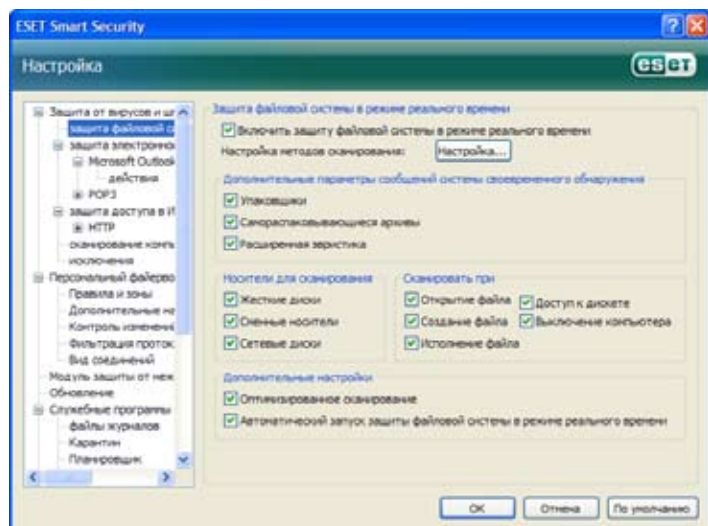 ESET Smart Security
Настройка
eseT
Защита от вирусов и шг
защита файловой с
защита электронно
Microsoft Outlook
действия
POP3
защита доступа в И
HTTP
сканирование комп
исключения
Персональный файерво
Правила и зоны
Дополнительные на
Контроль изменени
Фильтрация проток
Вид соединений
Модуль защиты от неж
Обновление
Служебные программы
файлы журналов
Карантин
Планировщик
Защита файловой системы в режиме реального времени
Включить защиту файловой системы в режиме реального времени
Настройка методов сканирования:
Настройка...
Дополнительные параметры сообщений системы своевременного обнаружения
Упаковщики
Самораспаковывающиеся архивы
Расширенная эвристика
Носители для сканирования
Жесткие диски
Сменные носители
Сетевые диски
Сканировать при
Открытие файла
Доступ к дискете
Создание файла
Выключение компьютера
Исполнение файла
Дополнительные настройки
Оптимизированное сканирование
Автоматический запуск защиты файловой системы в режиме реального времени
OK
Отмена
По умолчанию